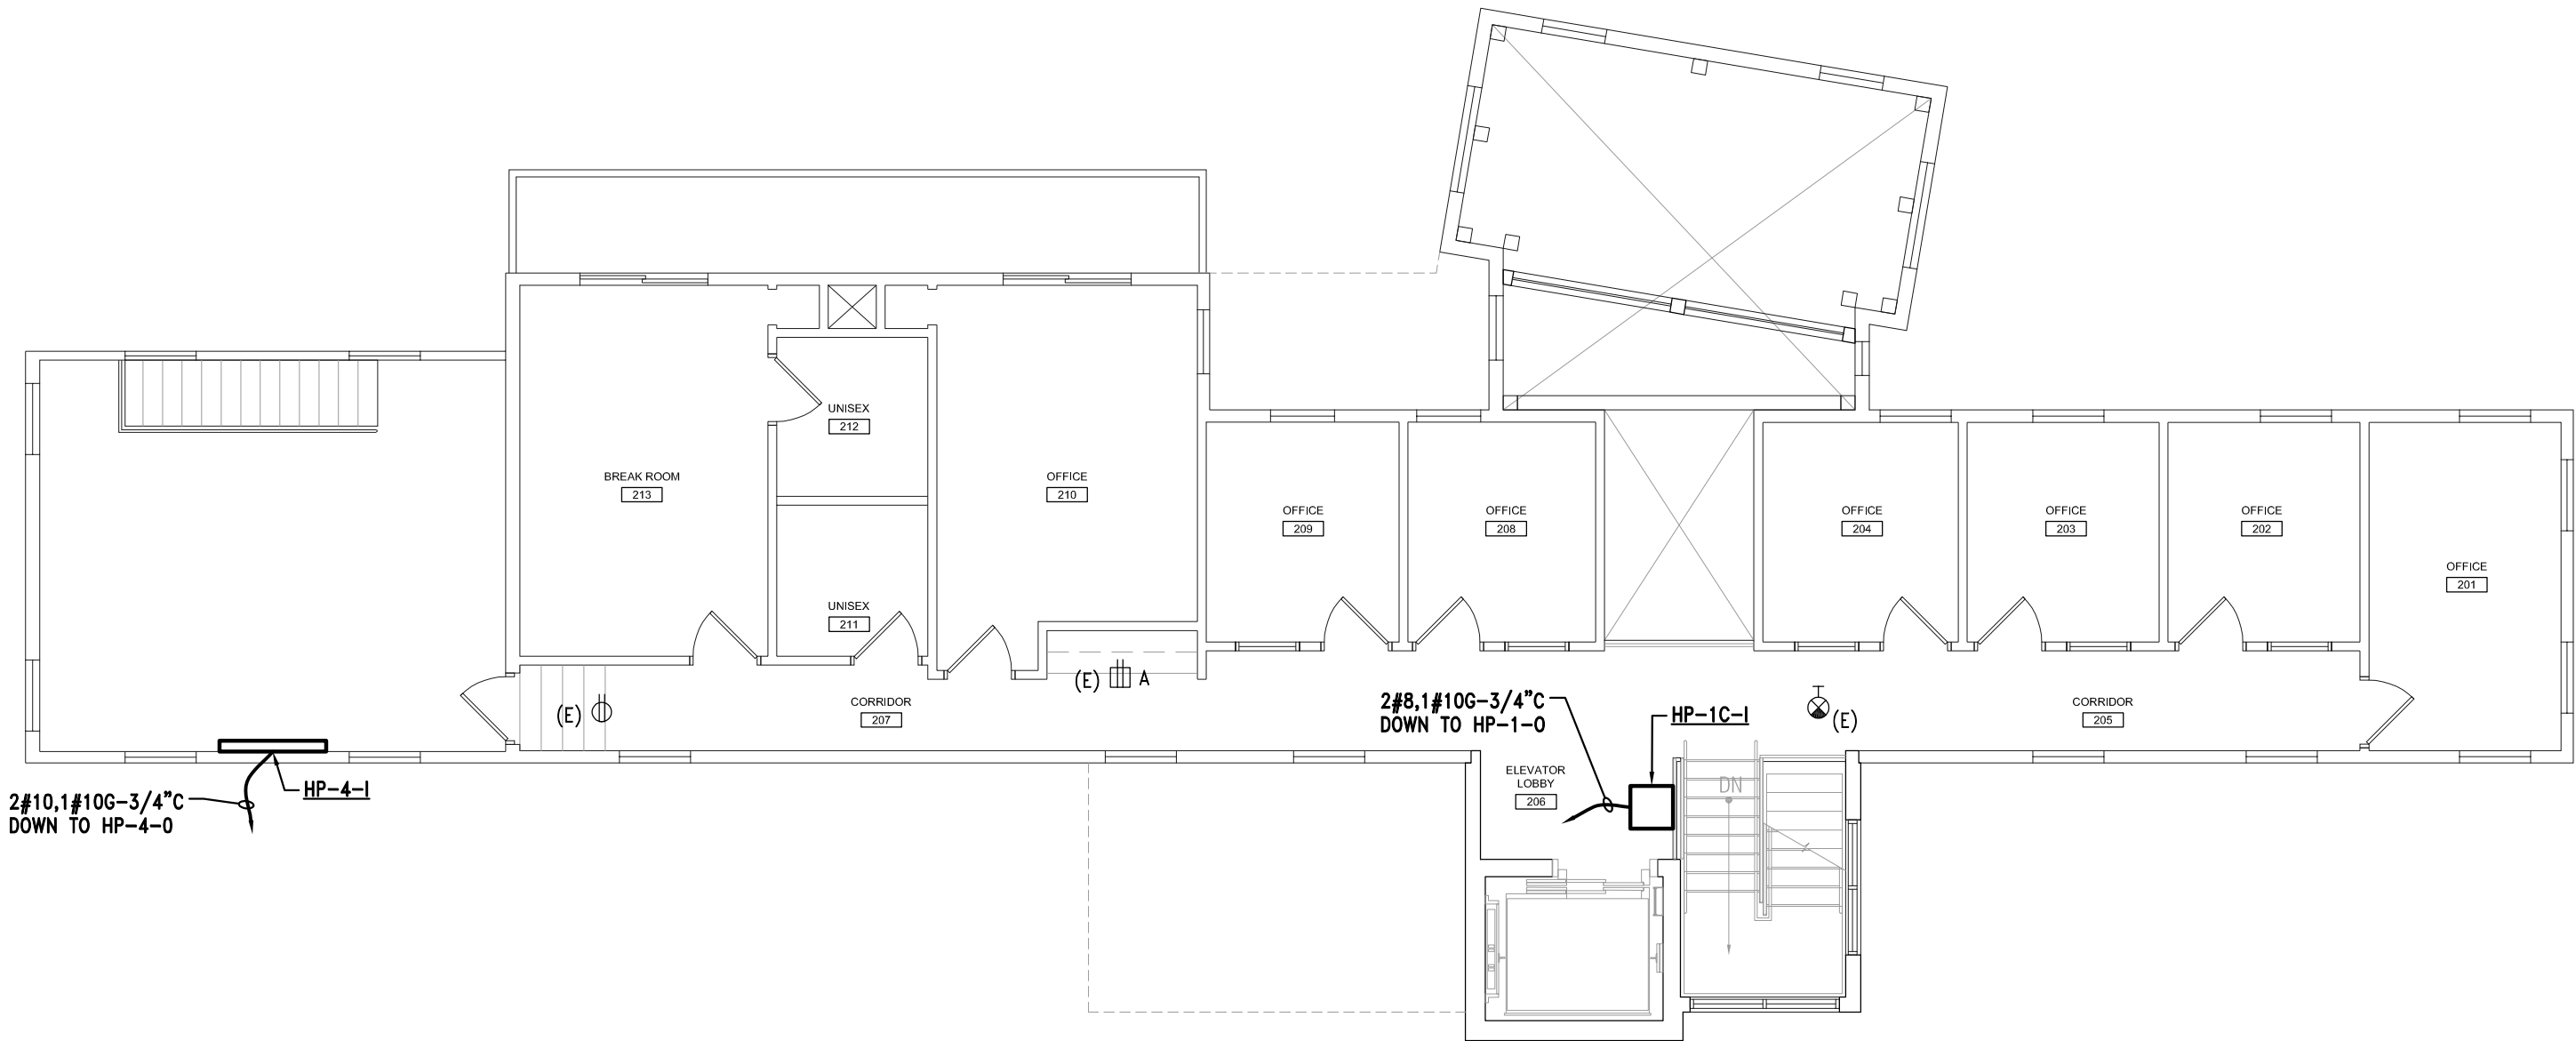 UNISEX
212
BREAK ROOM
213
OFFICE
210
OFFICE
209
OFFICE
208
OFFICE
204
OFFICE
203
OFFICE
202
OFFICE
201
UNISEX
211
(E)
A
(E)
CORRIDOR
207
2#8,1#10G-3/4"C
DOWN TO HP-1-O
HP-1C-I
(E)
CORRIDOR
205
ELEVATOR
LOBBY
206
DN
HP-4-I
2#10,1#10G-3/4"C
DOWN TO HP-4-O